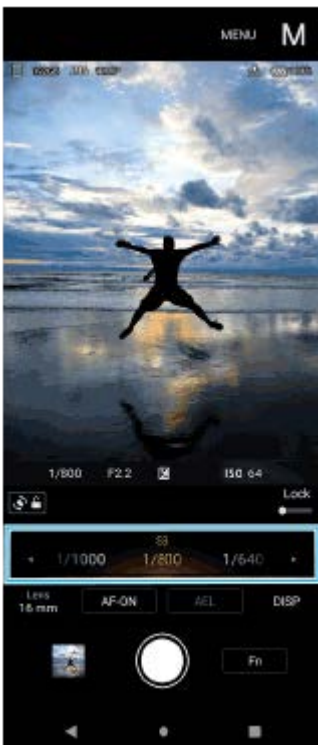 MENU M
1/800 F2.2 ISO 64
Lock
SS
1/1000 1/800 1/640
Lens
16 mm AF-ON AEL DISP
Fn